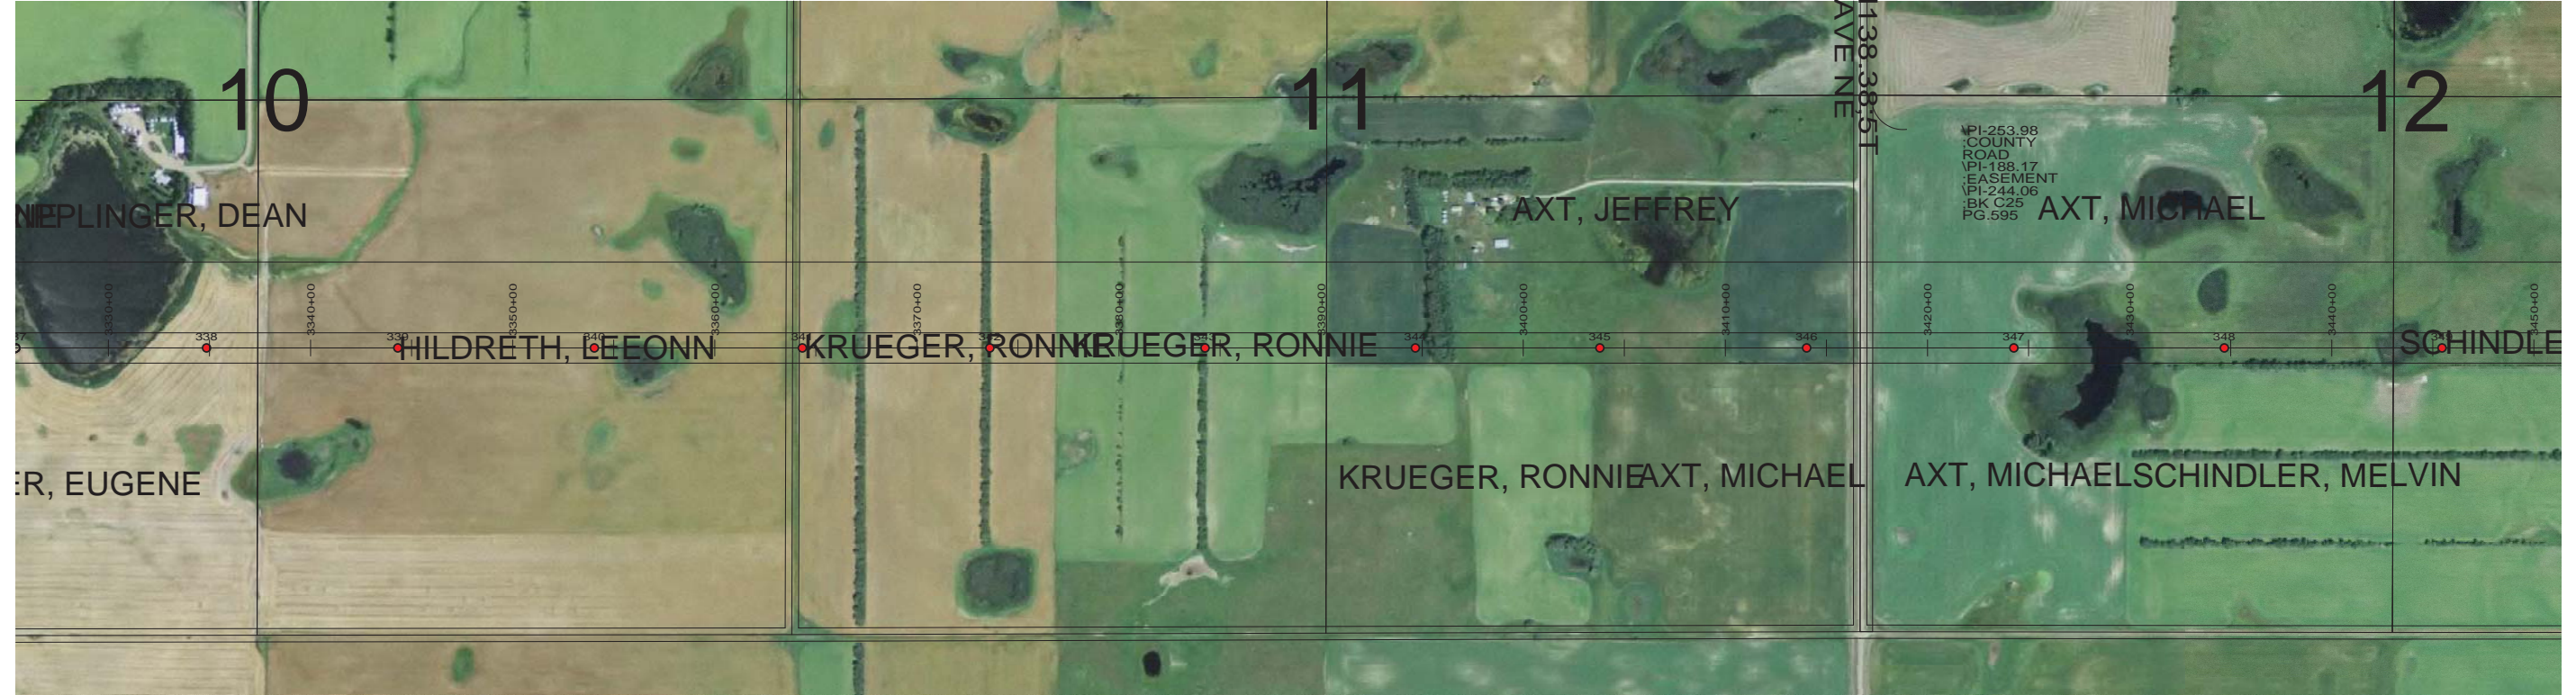 10
11
12
138.38.5T
AVE NE
\PI-253.98
;COUNTY
ROAD
\PI-188.17
:EASEMENT
\PI-244.06
:BK C25
PG.595
PLINGER, DEAN
AXT, JEFFREY
AXT, MICHAEL
3330+00
3340+00
3350+00
3360+00
3370+00
3380+00
3390+00
3400+00
3410+00
3420+00
3430+00
3440+00
3450+00
338
339
340
343
344
345
346
347
348
HILDRETH, LEEONN
KRUEGER, RONNIE
KRUEGER, RONNIE
SCHINDLE
ER, EUGENE
KRUEGER, RONNIE
AXT, MICHAEL
AXT, MICHAEL
SCHINDLER, MELVIN